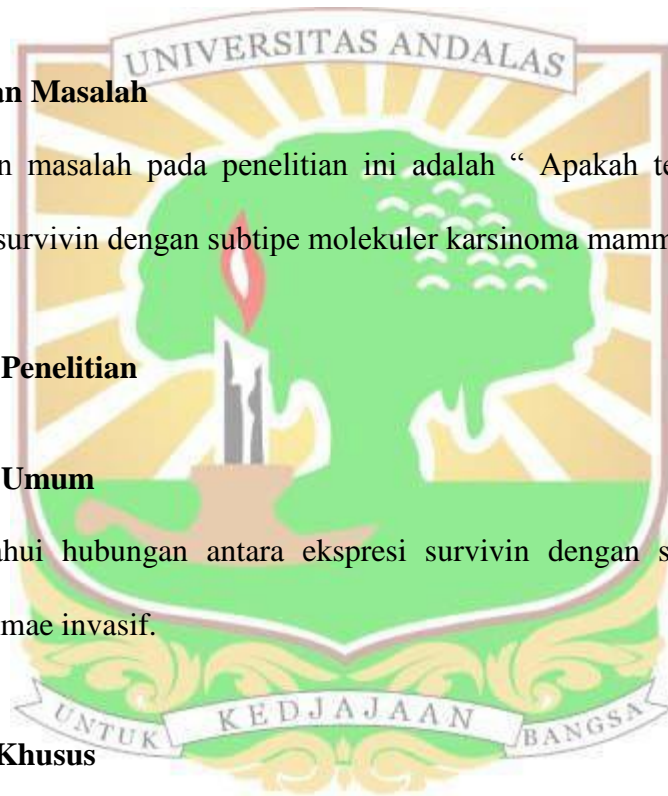 UNIVERSITAS ANDALAS
an Masalah
n masalah pada penelitian ini adalah “ Apakah te
survivin dengan subtipe molekuler karsinoma mamm
Penelitian
Umum
ahui hubungan antara ekspresi survivin dengan s
mae invasif.
UNTUK KEDJAJAAN BANGSA
Khusus